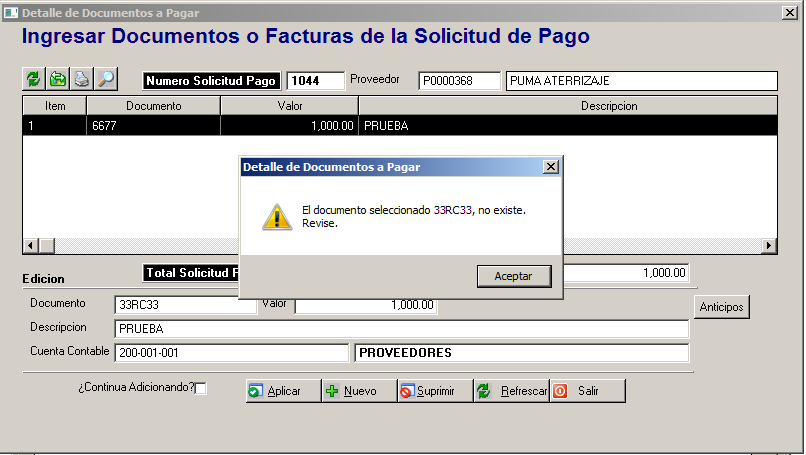 Detalle de Documentos a Pagar
Ingresar Documentos o Facturas de la Solicitud de Pago
Numero Solicitud Pago 1044 Proveedor P0000368 PUMA ATERRIZAJE
Item Documento Valor Descripcion
1 6677 1,000.00 PRUEBA
Detalle de Documentos a Pagar
El documento seleccionado 33RC33, no existe.
Revise.
Aceptar
Edicion Total Solicitud P 1,000.00
Documento 33RC33 Valor 1,000.00 Anticipos
Descripcion PRUEBA
Cuenta Contable 200-001-001 PROVEEDORES
¿Continua Adicionando? Aplicar Nuevo Suprimir Refrescar Salir